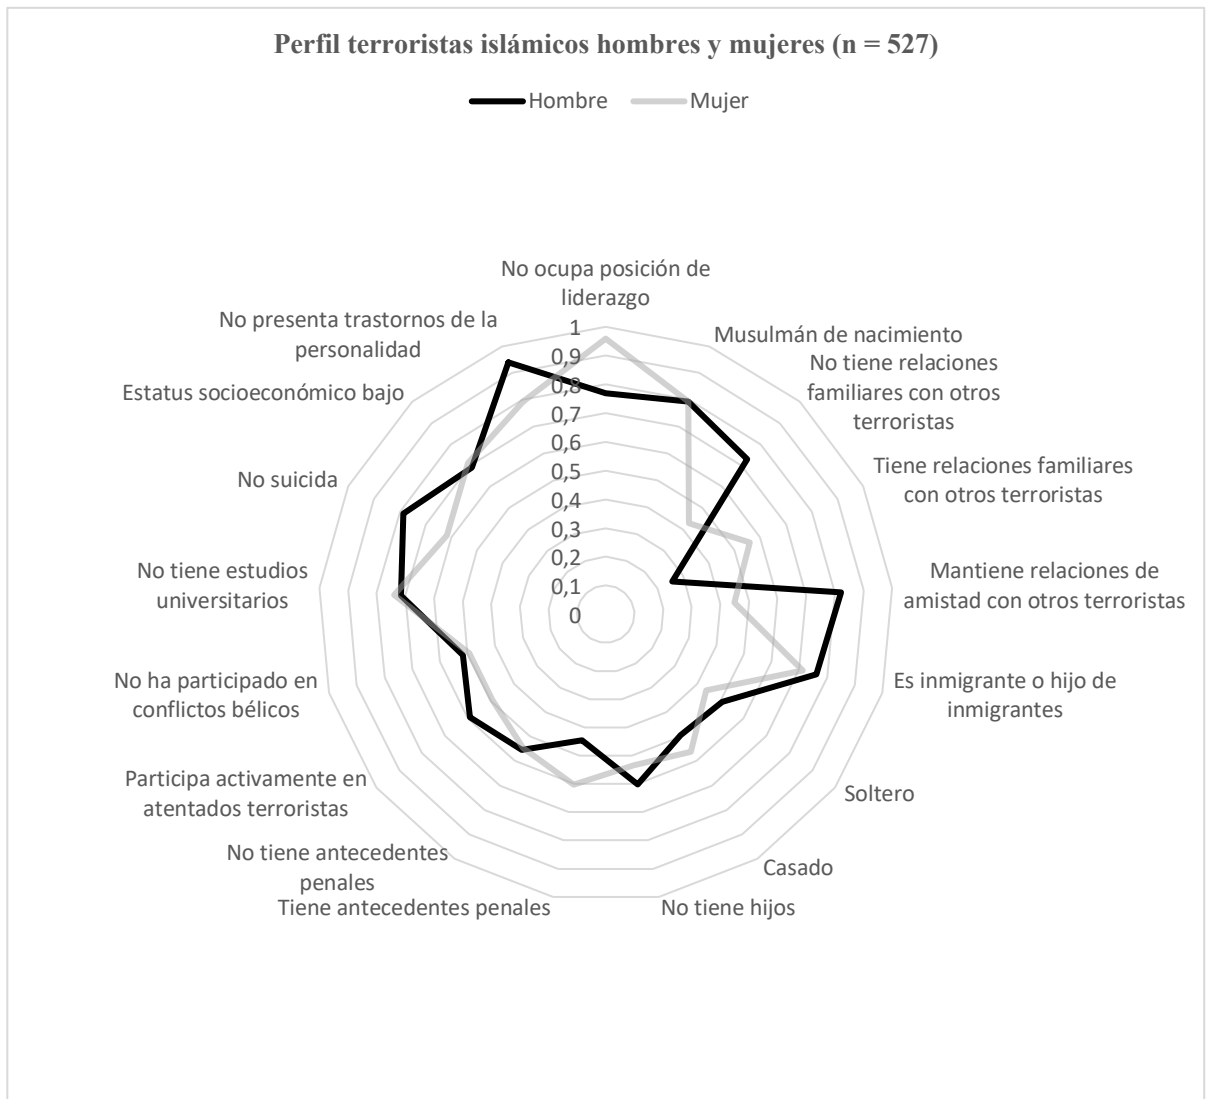 Perfil terroristas islámicos hombres y mujeres (n = 527)
Hombre
Mujer
No ocupa posición de
liderazgo
Musulmán de nacimiento
No tiene relaciones
familiares con otros
terroristas
Tiene relaciones familiares
con otros terroristas
Mantiene relaciones de
amistad con otros terroristas
Es inmigrante o hijo de
inmigrantes
Soltero
Casado
No tiene hijos
Tiene antecedentes penales
No tiene antecedentes
penales
Participa activamente en
atentados terroristas
No ha participado en
conflictos bélicos
No tiene estudios
universitarios
No suicida
Estatus socioeconómico bajo
No presenta trastornos de la
personalidad
1
0,9
0,8
0,7
0,6
0,5
0,4
0,3
0,2
0,1
0